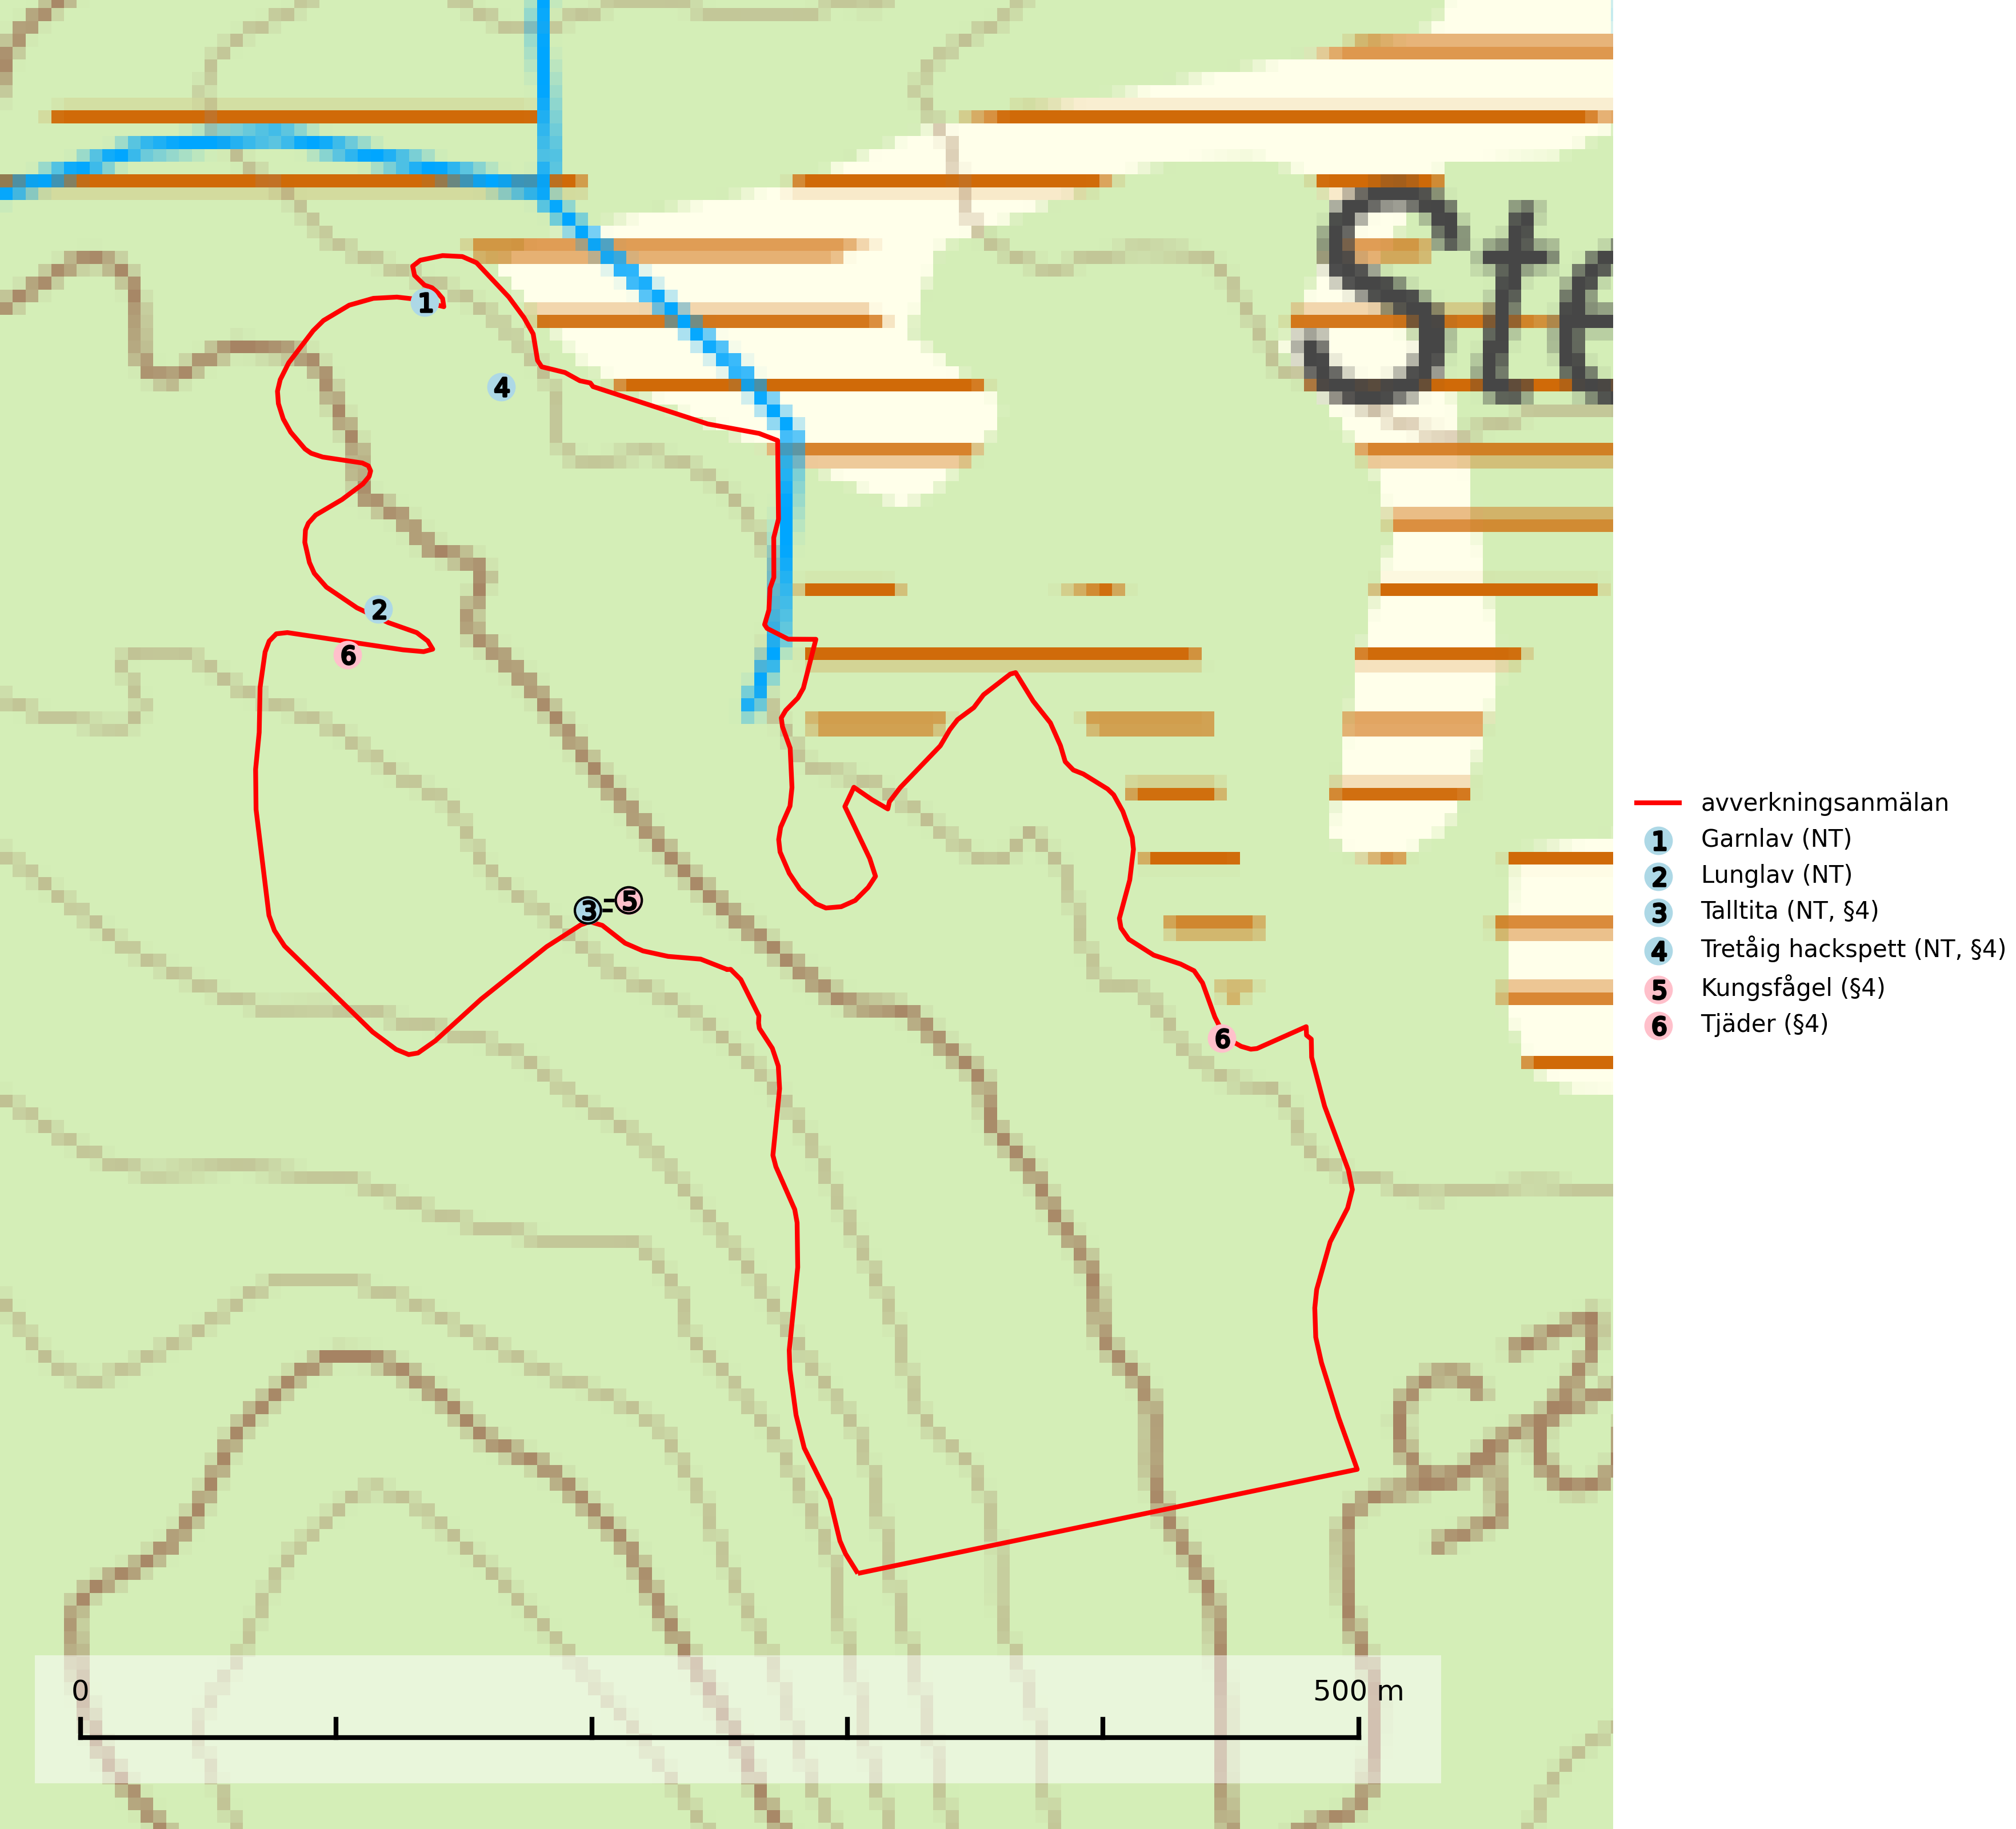 Ste
1
4
2
6
3
5
6
0
500 m
avverkningsanmälan
1 Garnlav (NT)
2 Lunglav (NT)
3 Talltita (NT, §4)
4 Tretåig hackspett (NT, §4)
5 Kungsfågel (§4)
6 Tjäder (§4)